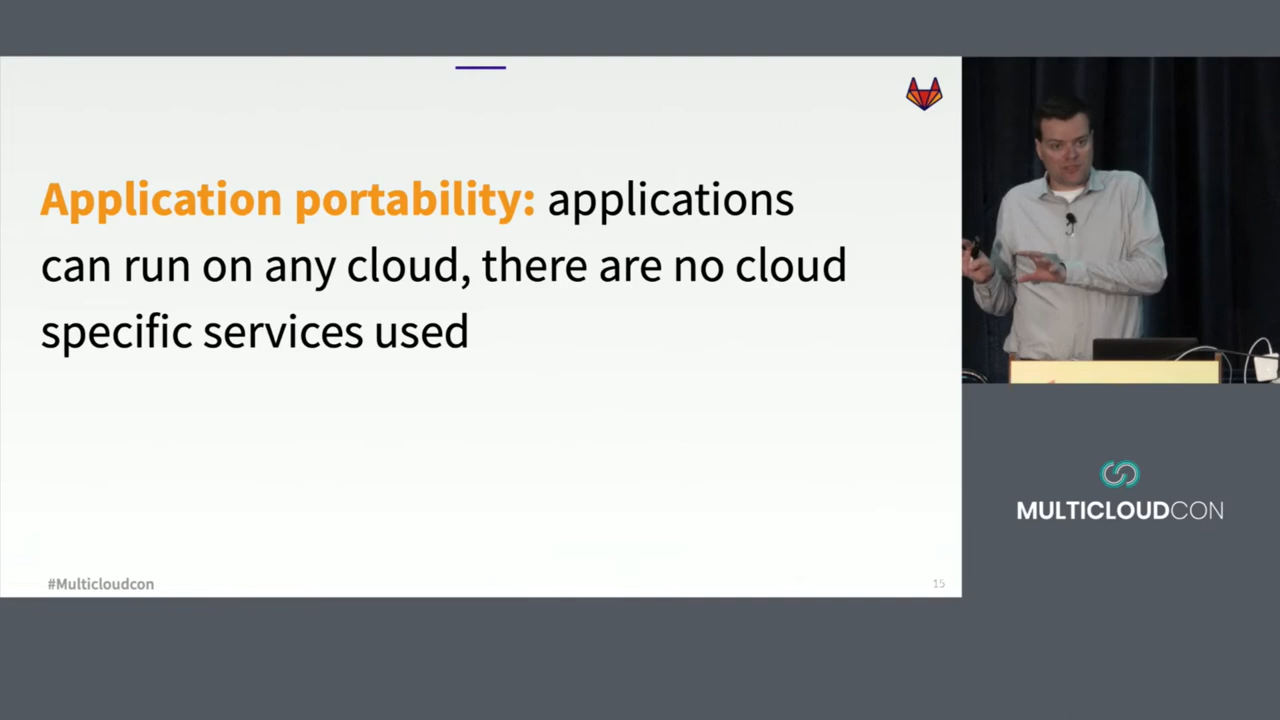 Application portability: applications
can run on any cloud, there are no cloud
specific services used
#Multicloudcon
15
MULTICLOUDCON